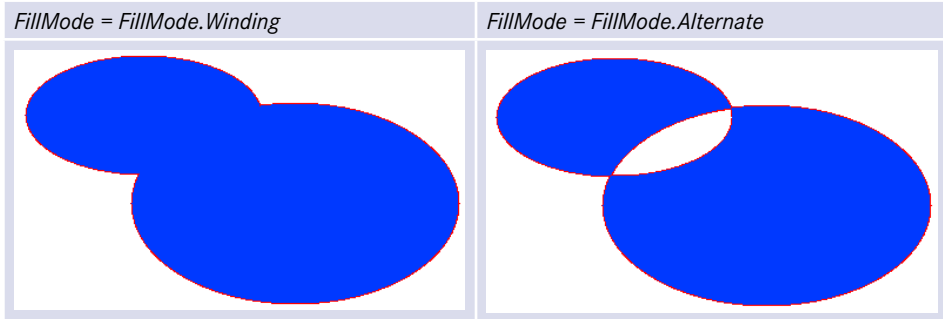 FillMode = FillMode.Winding
FillMode = FillMode.Alternate